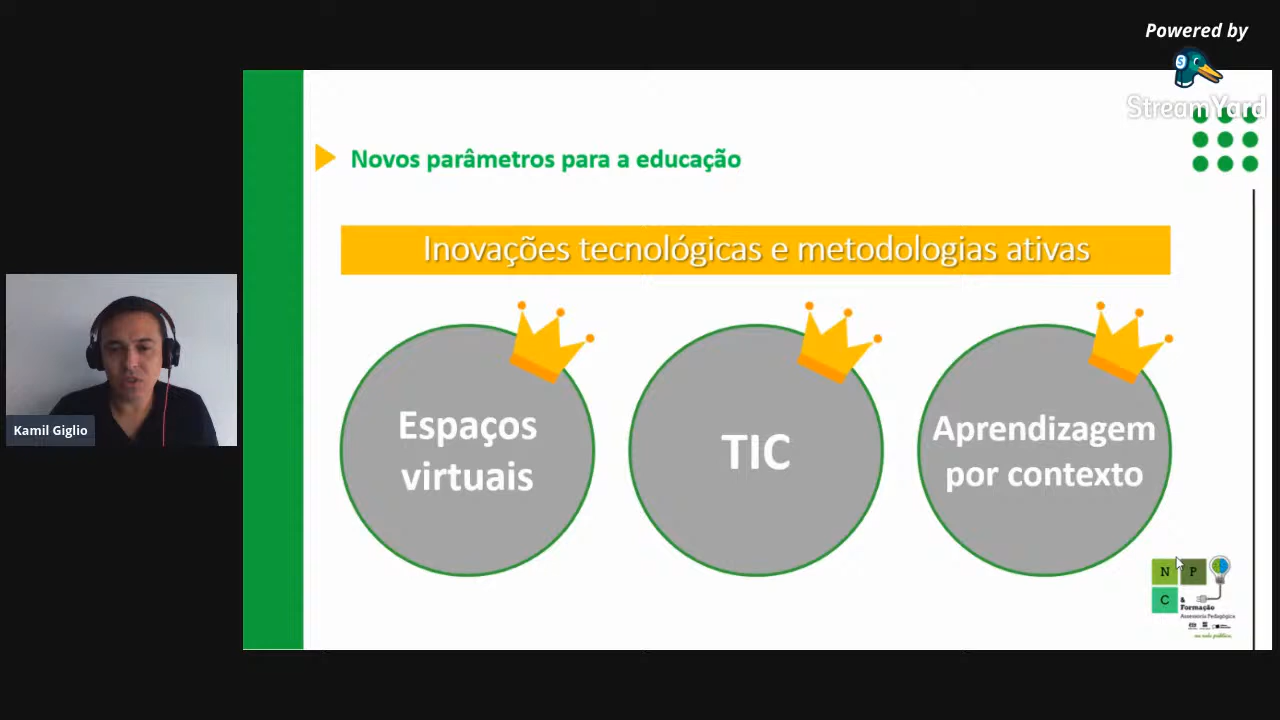 Powered by
StreamYard
Novos parâmetros para a educação
Inovações tecnológicas e metodologias ativas
Espaços
virtuais
TIC
Aprendizagem
por contexto
Kamil Giglio
N P
C &
Formação
Assessoria Pedagógica